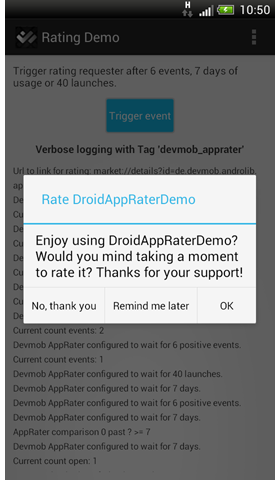 H 10:50
Rating Demo
Trigger rating requester after 6 events, 7 days of
usage or 40 launches.
Trigger event
Verbose logging with Tag 'devmob_apprater'
Url to link for rating: market://details?id=de.devmob.androlib.
Rate DroidAppRaterDemo
Enjoy using DroidAppRaterDemo?
Would you mind taking a moment
to rate it? Thanks for your support!
No, thank you
Remind me later
OK
Current count events: 2
Devmob AppRater configured to wait for 6 positive events.
Current count events: 1
Devmob AppRater configured to wait for 40 launches.
Devmob AppRater configured to wait for 7 days.
Devmob AppRater configured to wait for 6 positive events.
AppRater comparison 0 past ? >= 7
Devmob AppRater configured to wait for 7 days.
Current count open: 1